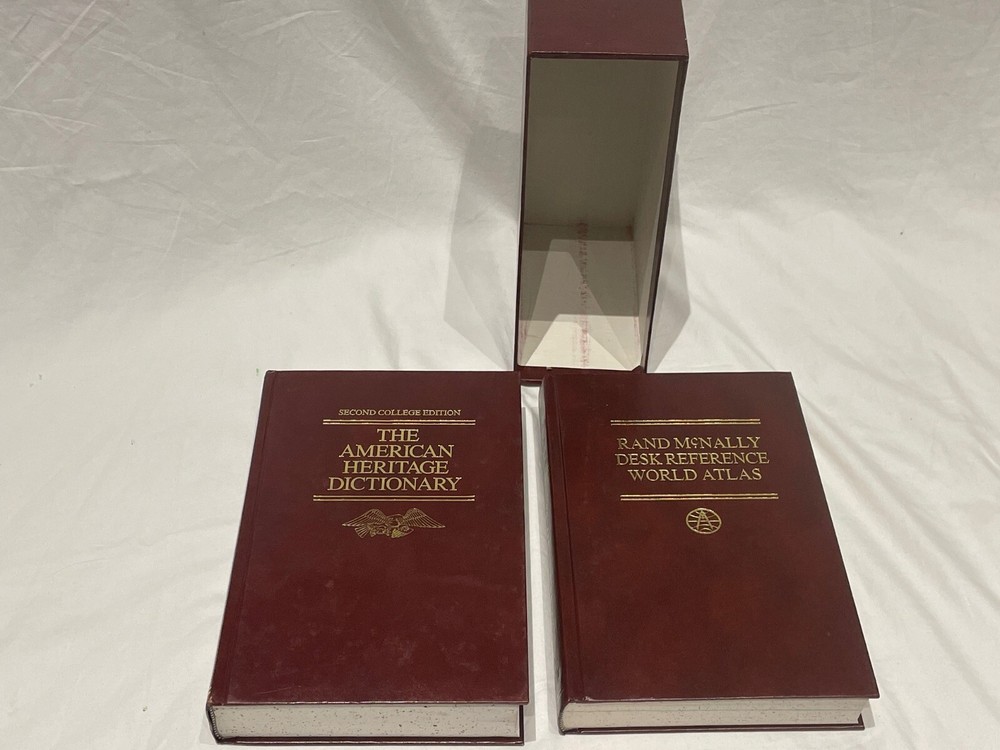 SECOND COLLEGE EDITION
THE
AMERICAN
HERITAGE
DICTIONARY
RAND McNALLY
DESK REFERENCE
WORLD ATLAS